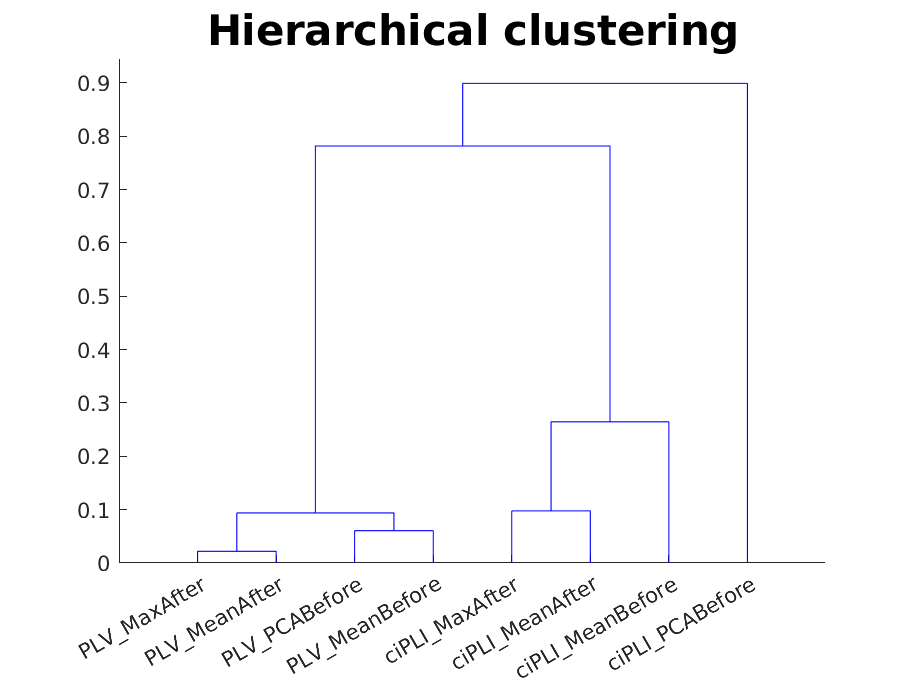 Hierarchical clustering
0.9
0.8
0.7
0.6
0.5
0.4
0.3
0.2
0.1
0
PLV_MaxAfter
PLV_MeanAfter
PLV_PCABefore
PLV_MeanBefore
ciPLI_MaxAfter
ciPLI_MeanAfter
ciPLI_MeanBefore
ciPLI_PCABefore